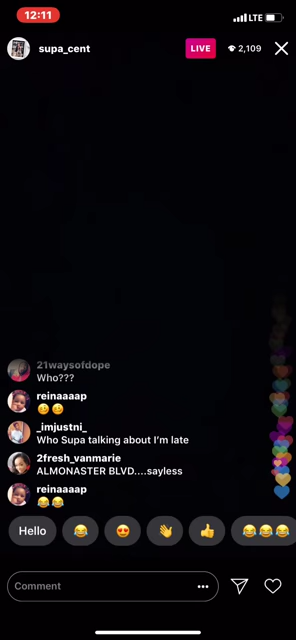 12:11
LTE
supa_cent
LIVE
2,109
21waysofdope
Who???
reinaaaap
🥴🥴
_imjustni_
Who Supa talking about I’m late
2fresh_vanmarie
ALMONASTER BLVD....sayless
reinaaaap
😂😂
Hello 😂 😍 👋 👍 😂😂😂
Comment